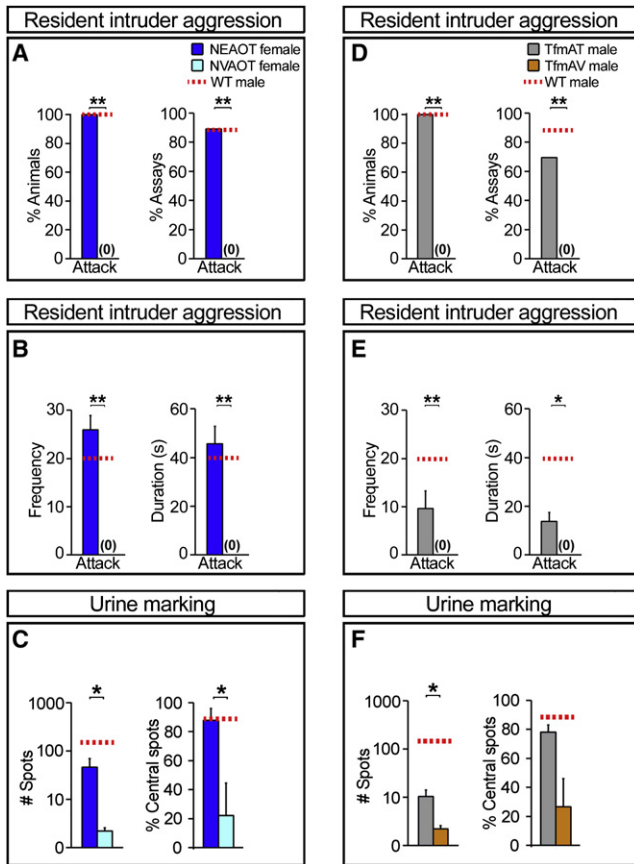 Resident intruder aggression
A
NEAOT female
NVAOT female
WT male
100
80
60
40
20
0
% Animals
**
(0)
Attack
100
80
60
40
20
0
% Assays
**
(0)
Attack
Resident intruder aggression
B
30
20
10
0
Frequency
**
(0)
Attack
60
40
20
0
Duration (s)
**
(0)
Attack
Urine marking
C
1000
100
10
1
# Spots
*
100
80
60
40
20
0
% Central spots
*
Resident intruder aggression
D
TfmAT male
TfmAV male
WT male
100
80
60
40
20
0
% Animals
**
(0)
Attack
100
80
60
40
20
0
% Assays
**
(0)
Attack
Resident intruder aggression
E
30
20
10
0
Frequency
**
(0)
Attack
60
40
20
0
Duration (s)
*
(0)
Attack
Urine marking
F
1000
100
10
1
# Spots
*
100
80
60
40
20
0
% Central spots